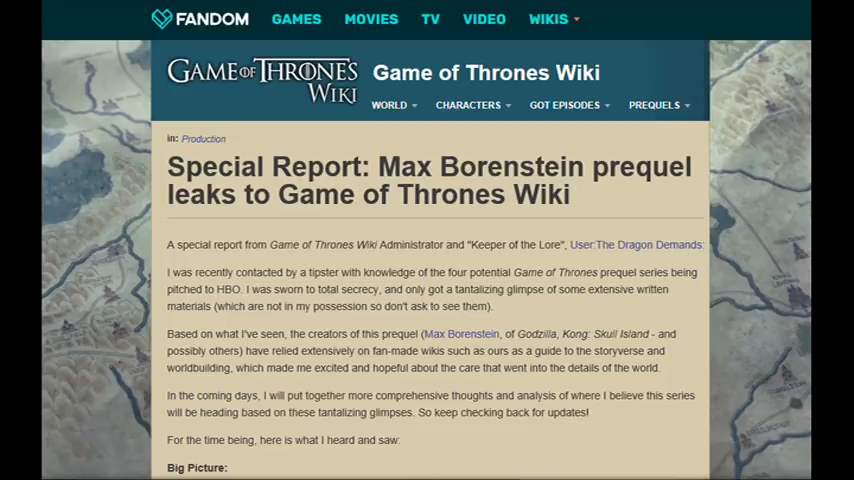 FANDOM GAMES MOVIES TV VIDEO WIKIS
GAME OF THRONES
WIKI
Game of Thrones Wiki
WORLD CHARACTERS GOT EPISODES PREQUELS
in: Production
Special Report: Max Borenstein prequel
leaks to Game of Thrones Wiki
A special report from Game of Thrones Wiki Administrator and "Keeper of the Lore", User:The Dragon Demands:
I was recently contacted by a tipster with knowledge of the four potential Game of Thrones prequel series being
pitched to HBO. I was sworn to total secrecy, and only got a tantalizing glimpse of some extensive written
materials (which are not in my possession so don't ask to see them).
Based on what I've seen, the creators of this prequel (Max Borenstein, of Godzilla, Kong: Skull Island - and
possibly others) have relied extensively on fan-made wikis such as ours as a guide to the storyverse and
worldbuilding, which made me excited and hopeful about the care that went into the details of the world.
In the coming days, I will put together more comprehensive thoughts and analysis of where I believe this series
will be heading based on these tantalizing glimpses. So keep checking back for updates!
For the time being, here is what I heard and saw:
Big Picture: